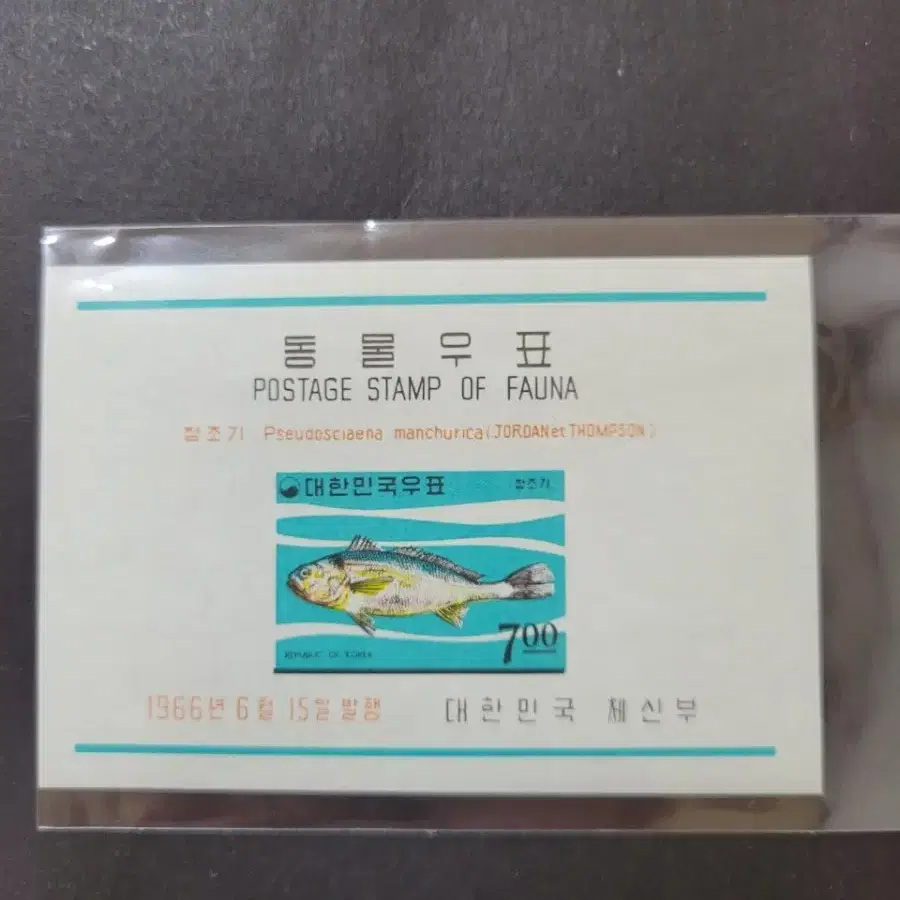 동물우표
POSTAGE STAMP OF FAUNA
참조기 Pseudosciaena manchurica (JORDAN et THOMPSON)
대한민국우표 참조기
7 00
REPUBLIC OF KOREA
1966년 6월 15일 발행 대한민국 체신부